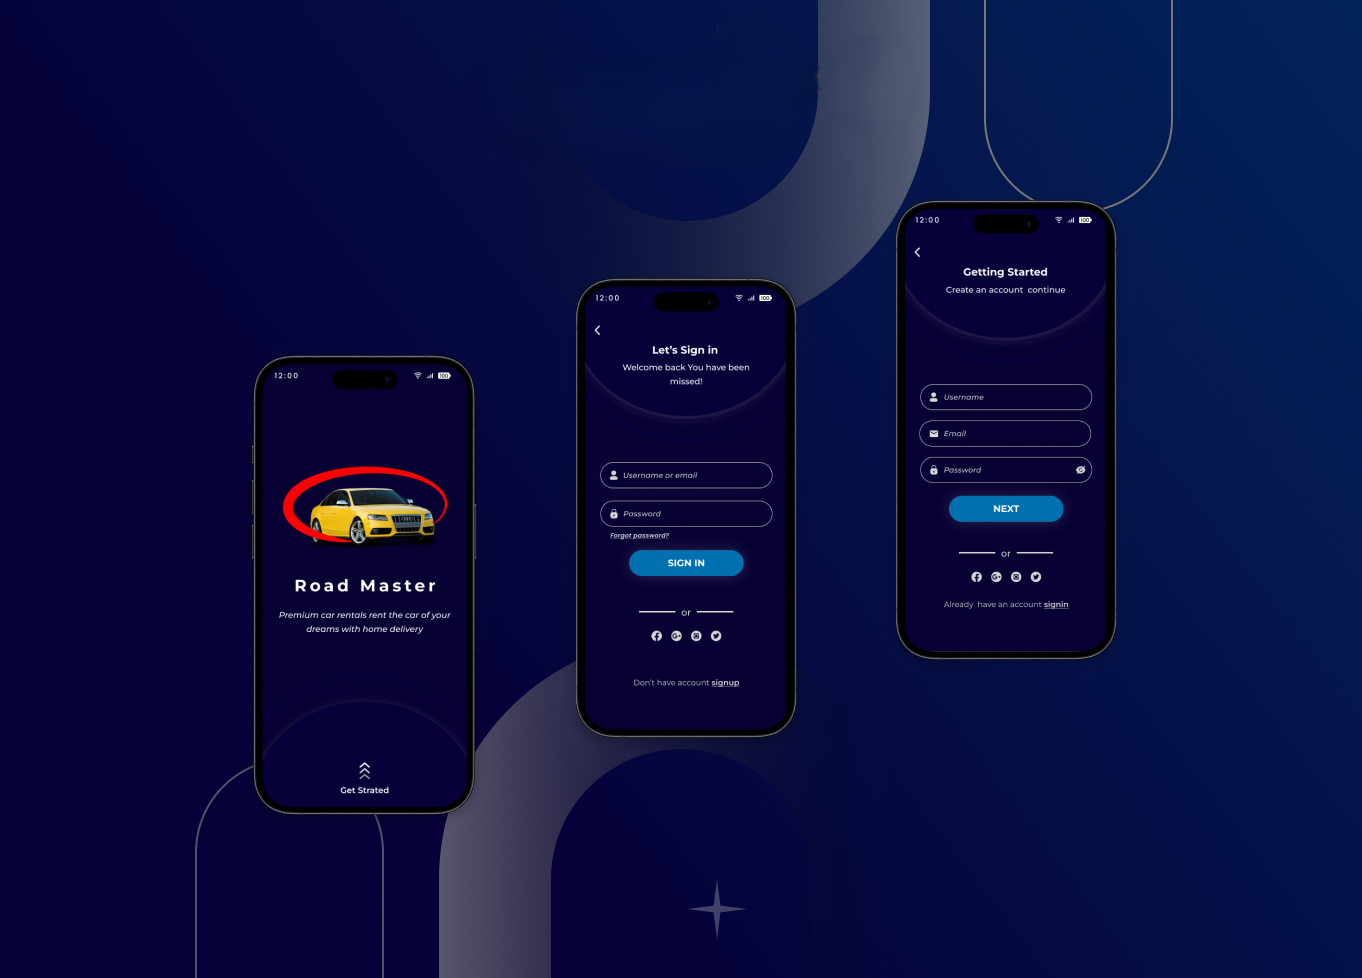 12:00
100
Road Master
Premium car rentals rent the car of your
dreams with home delivery
Get Strated
12:00
100
Let's Sign in
Welcome back You have been
missed!
Username or email
Password
Forgot password?
SIGN IN
or
Don't have account signup
12:00
100
Getting Started
Create an account  continue
Username
Email
Password
NEXT
or
Already  have an account signin